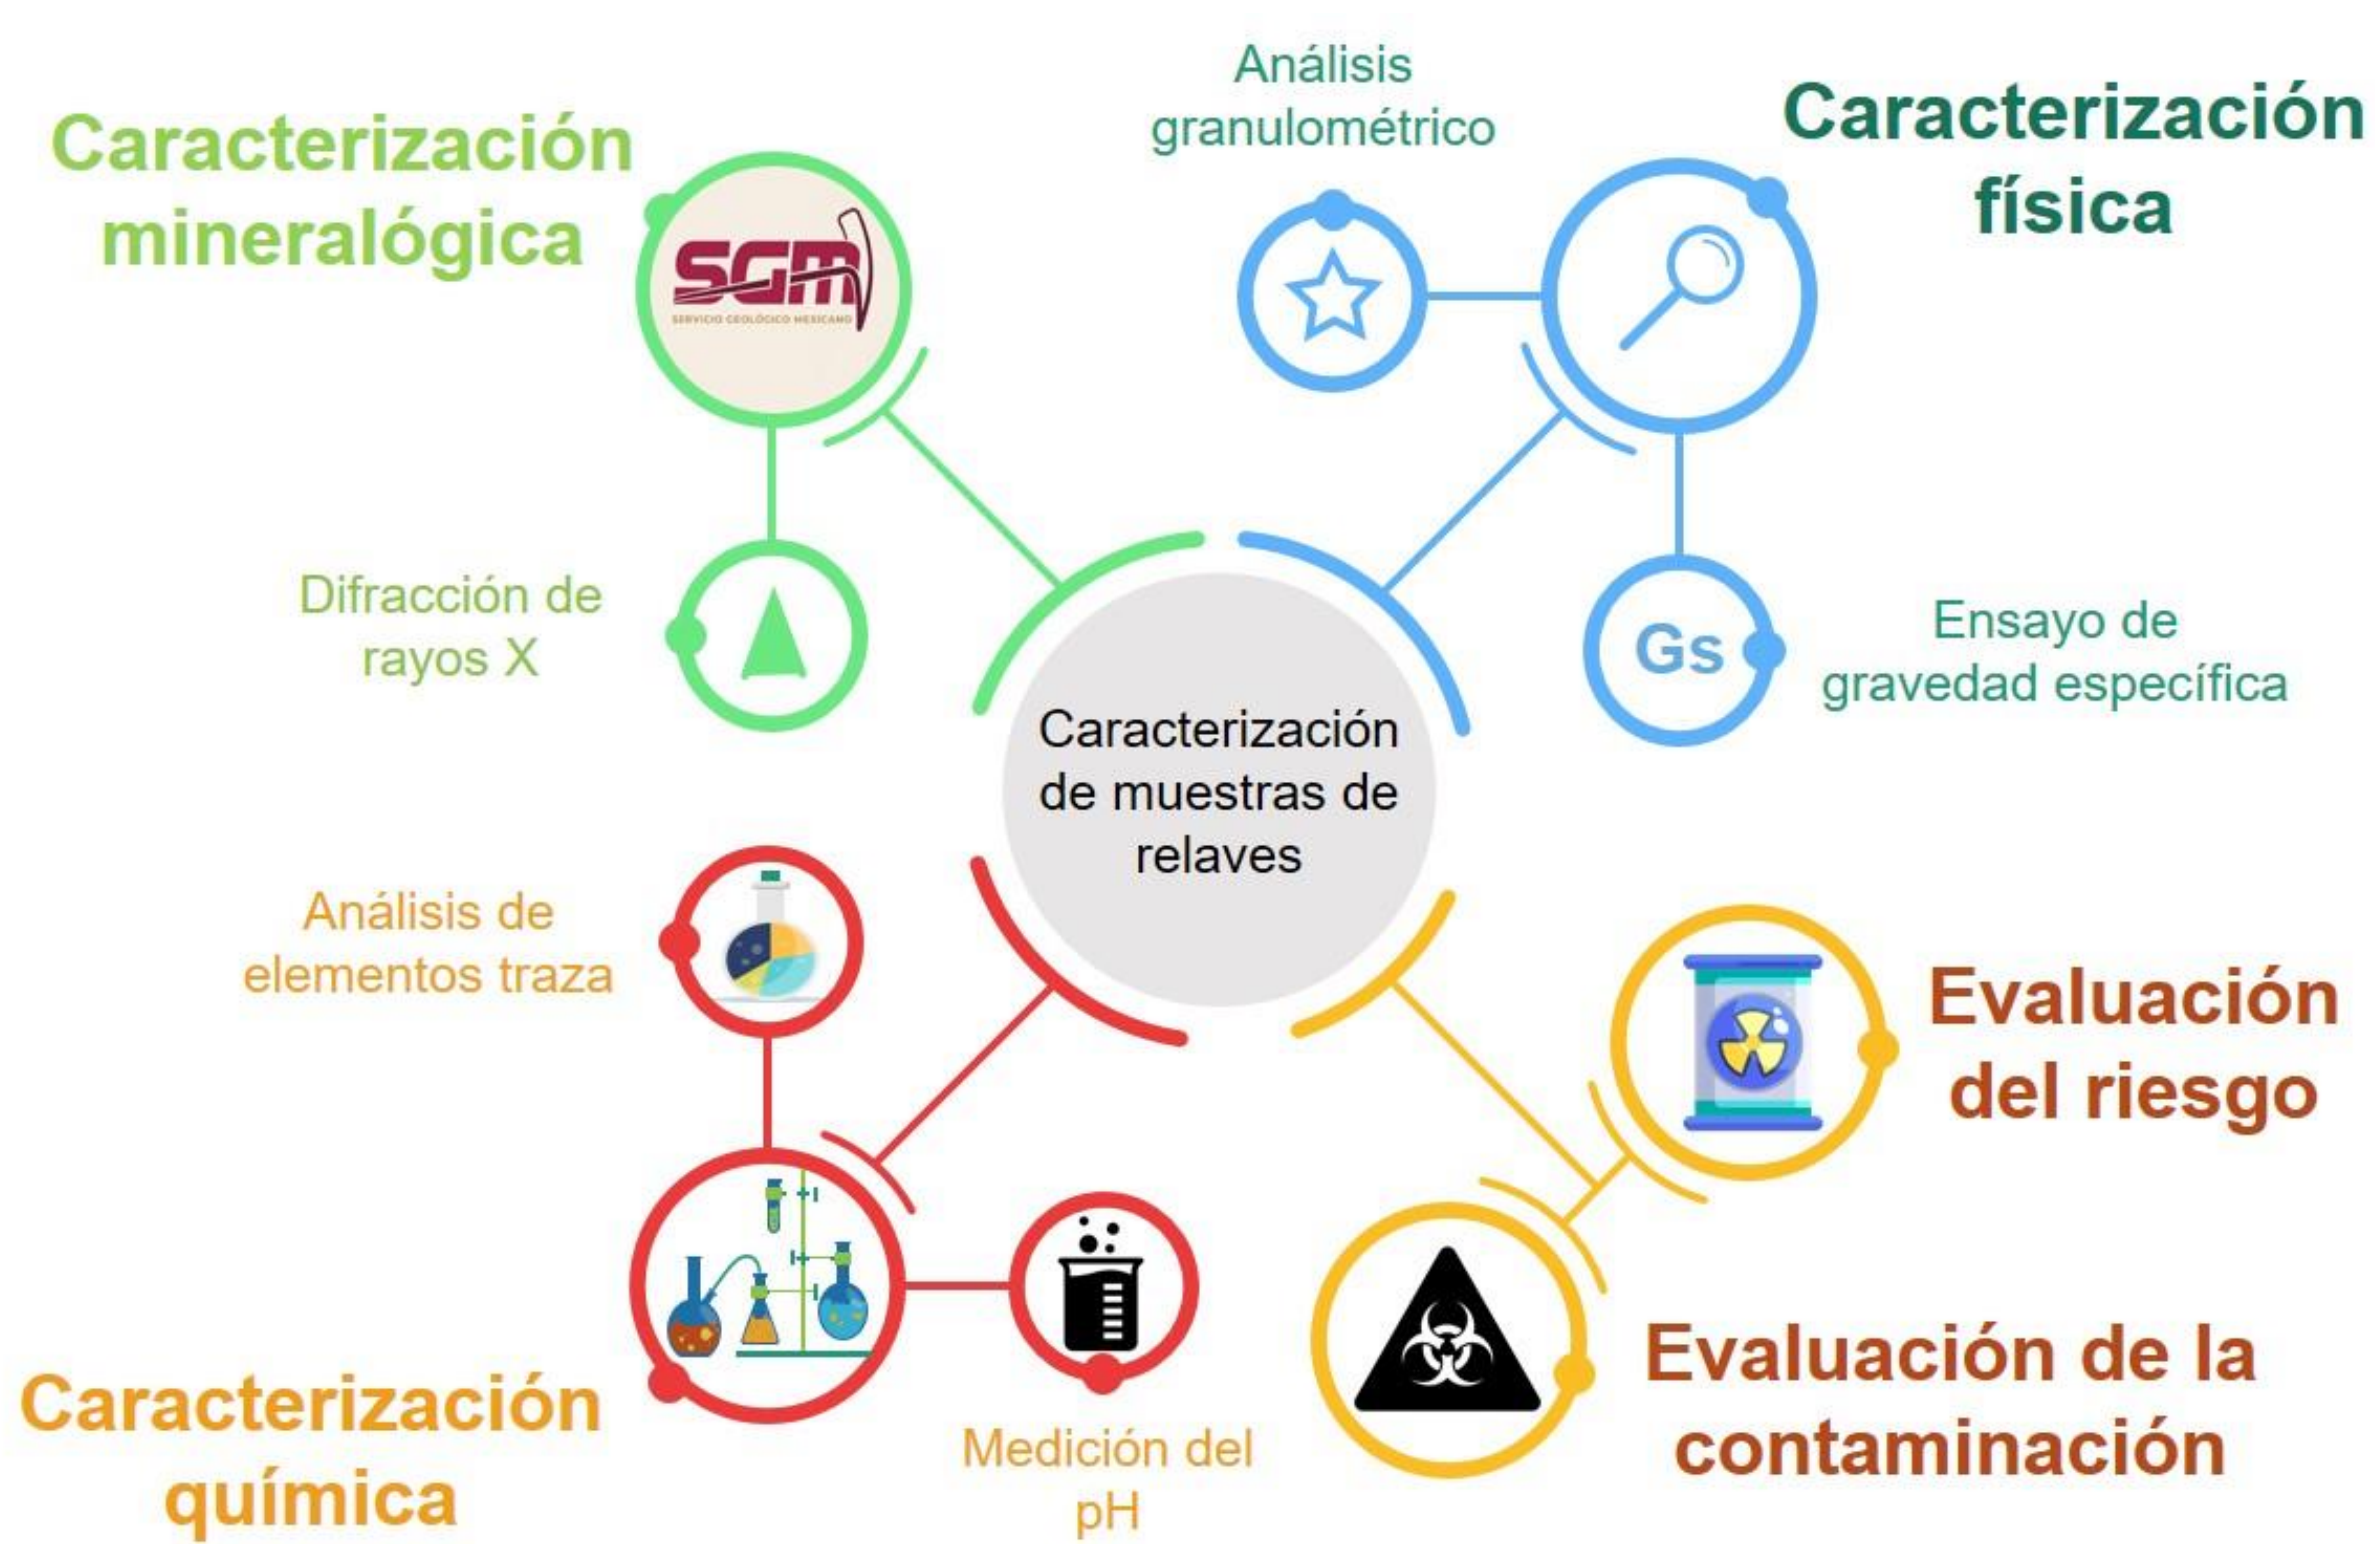 Caracterización
mineralógica
SGM
SERVICIO GEOLÓGICO MEXICANO
Difracción de
rayos X
Análisis
granulométrico
Caracterización
física
Gs
Ensayo de
gravedad específica
Caracterización
de muestras de
relaves
Análisis de
elementos traza
Caracterización
química
Medición del
pH
Evaluación
del riesgo
Evaluación de la
contaminación